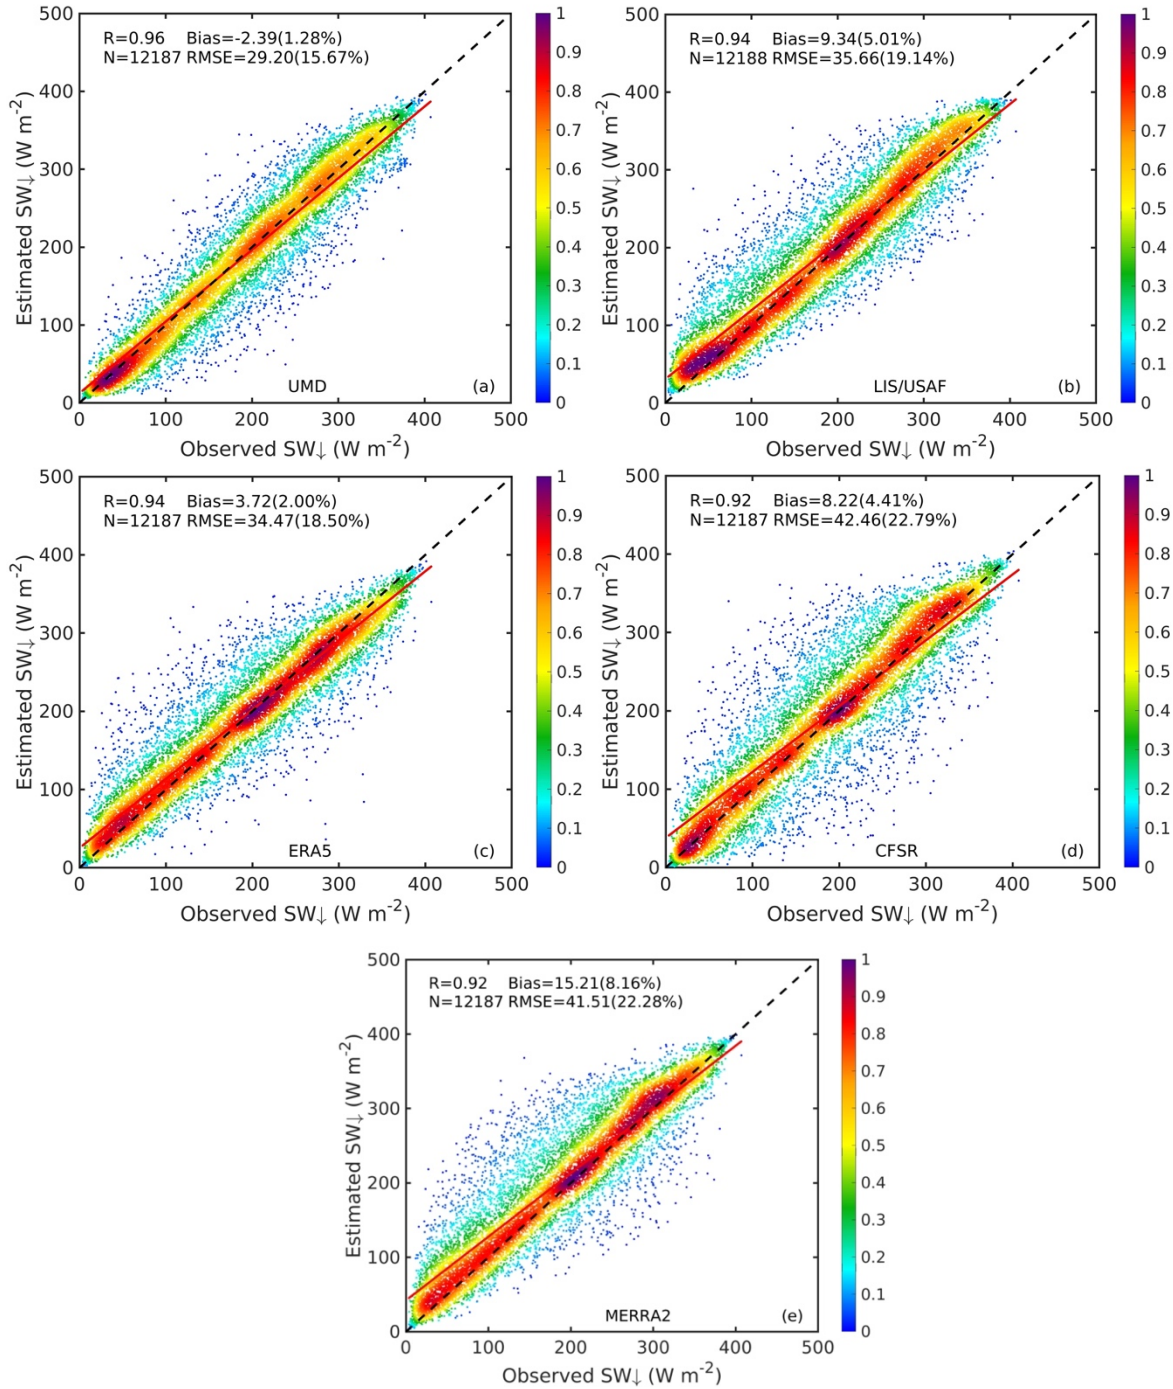 R=0.96 Bias=-2.39(1.28%)
N=12187 RMSE=29.20(15.67%)
500
400
300
200
100
0
Estimated SW↓ (W m-2)
UMD
(a)
0 100 200 300 400 500
Observed SW↓ (W m-2)
1
0.9
0.8
0.7
0.6
0.5
0.4
0.3
0.2
0.1
0
R=0.94 Bias=9.34(5.01%)
N=12188 RMSE=35.66(19.14%)
500
400
300
200
100
0
Estimated SW↓ (W m-2)
LIS/USAF
(b)
0 100 200 300 400 500
Observed SW↓ (W m-2)
1
0.9
0.8
0.7
0.6
0.5
0.4
0.3
0.2
0.1
0
R=0.94 Bias=3.72(2.00%)
N=12187 RMSE=34.47(18.50%)
500
400
300
200
100
0
Estimated SW↓ (W m-2)
ERA5
(c)
0 100 200 300 400 500
Observed SW↓ (W m-2)
1
0.9
0.8
0.7
0.6
0.5
0.4
0.3
0.2
0.1
0
R=0.92 Bias=8.22(4.41%)
N=12187 RMSE=42.46(22.79%)
500
400
300
200
100
0
Estimated SW↓ (W m-2)
CFSR
(d)
0 100 200 300 400 500
Observed SW↓ (W m-2)
1
0.9
0.8
0.7
0.6
0.5
0.4
0.3
0.2
0.1
0
R=0.92 Bias=15.21(8.16%)
N=12187 RMSE=41.51(22.28%)
500
400
300
200
100
0
Estimated SW↓ (W m-2)
MERRA2
(e)
0 100 200 300 400 500
Observed SW↓ (W m-2)
1
0.9
0.8
0.7
0.6
0.5
0.4
0.3
0.2
0.1
0